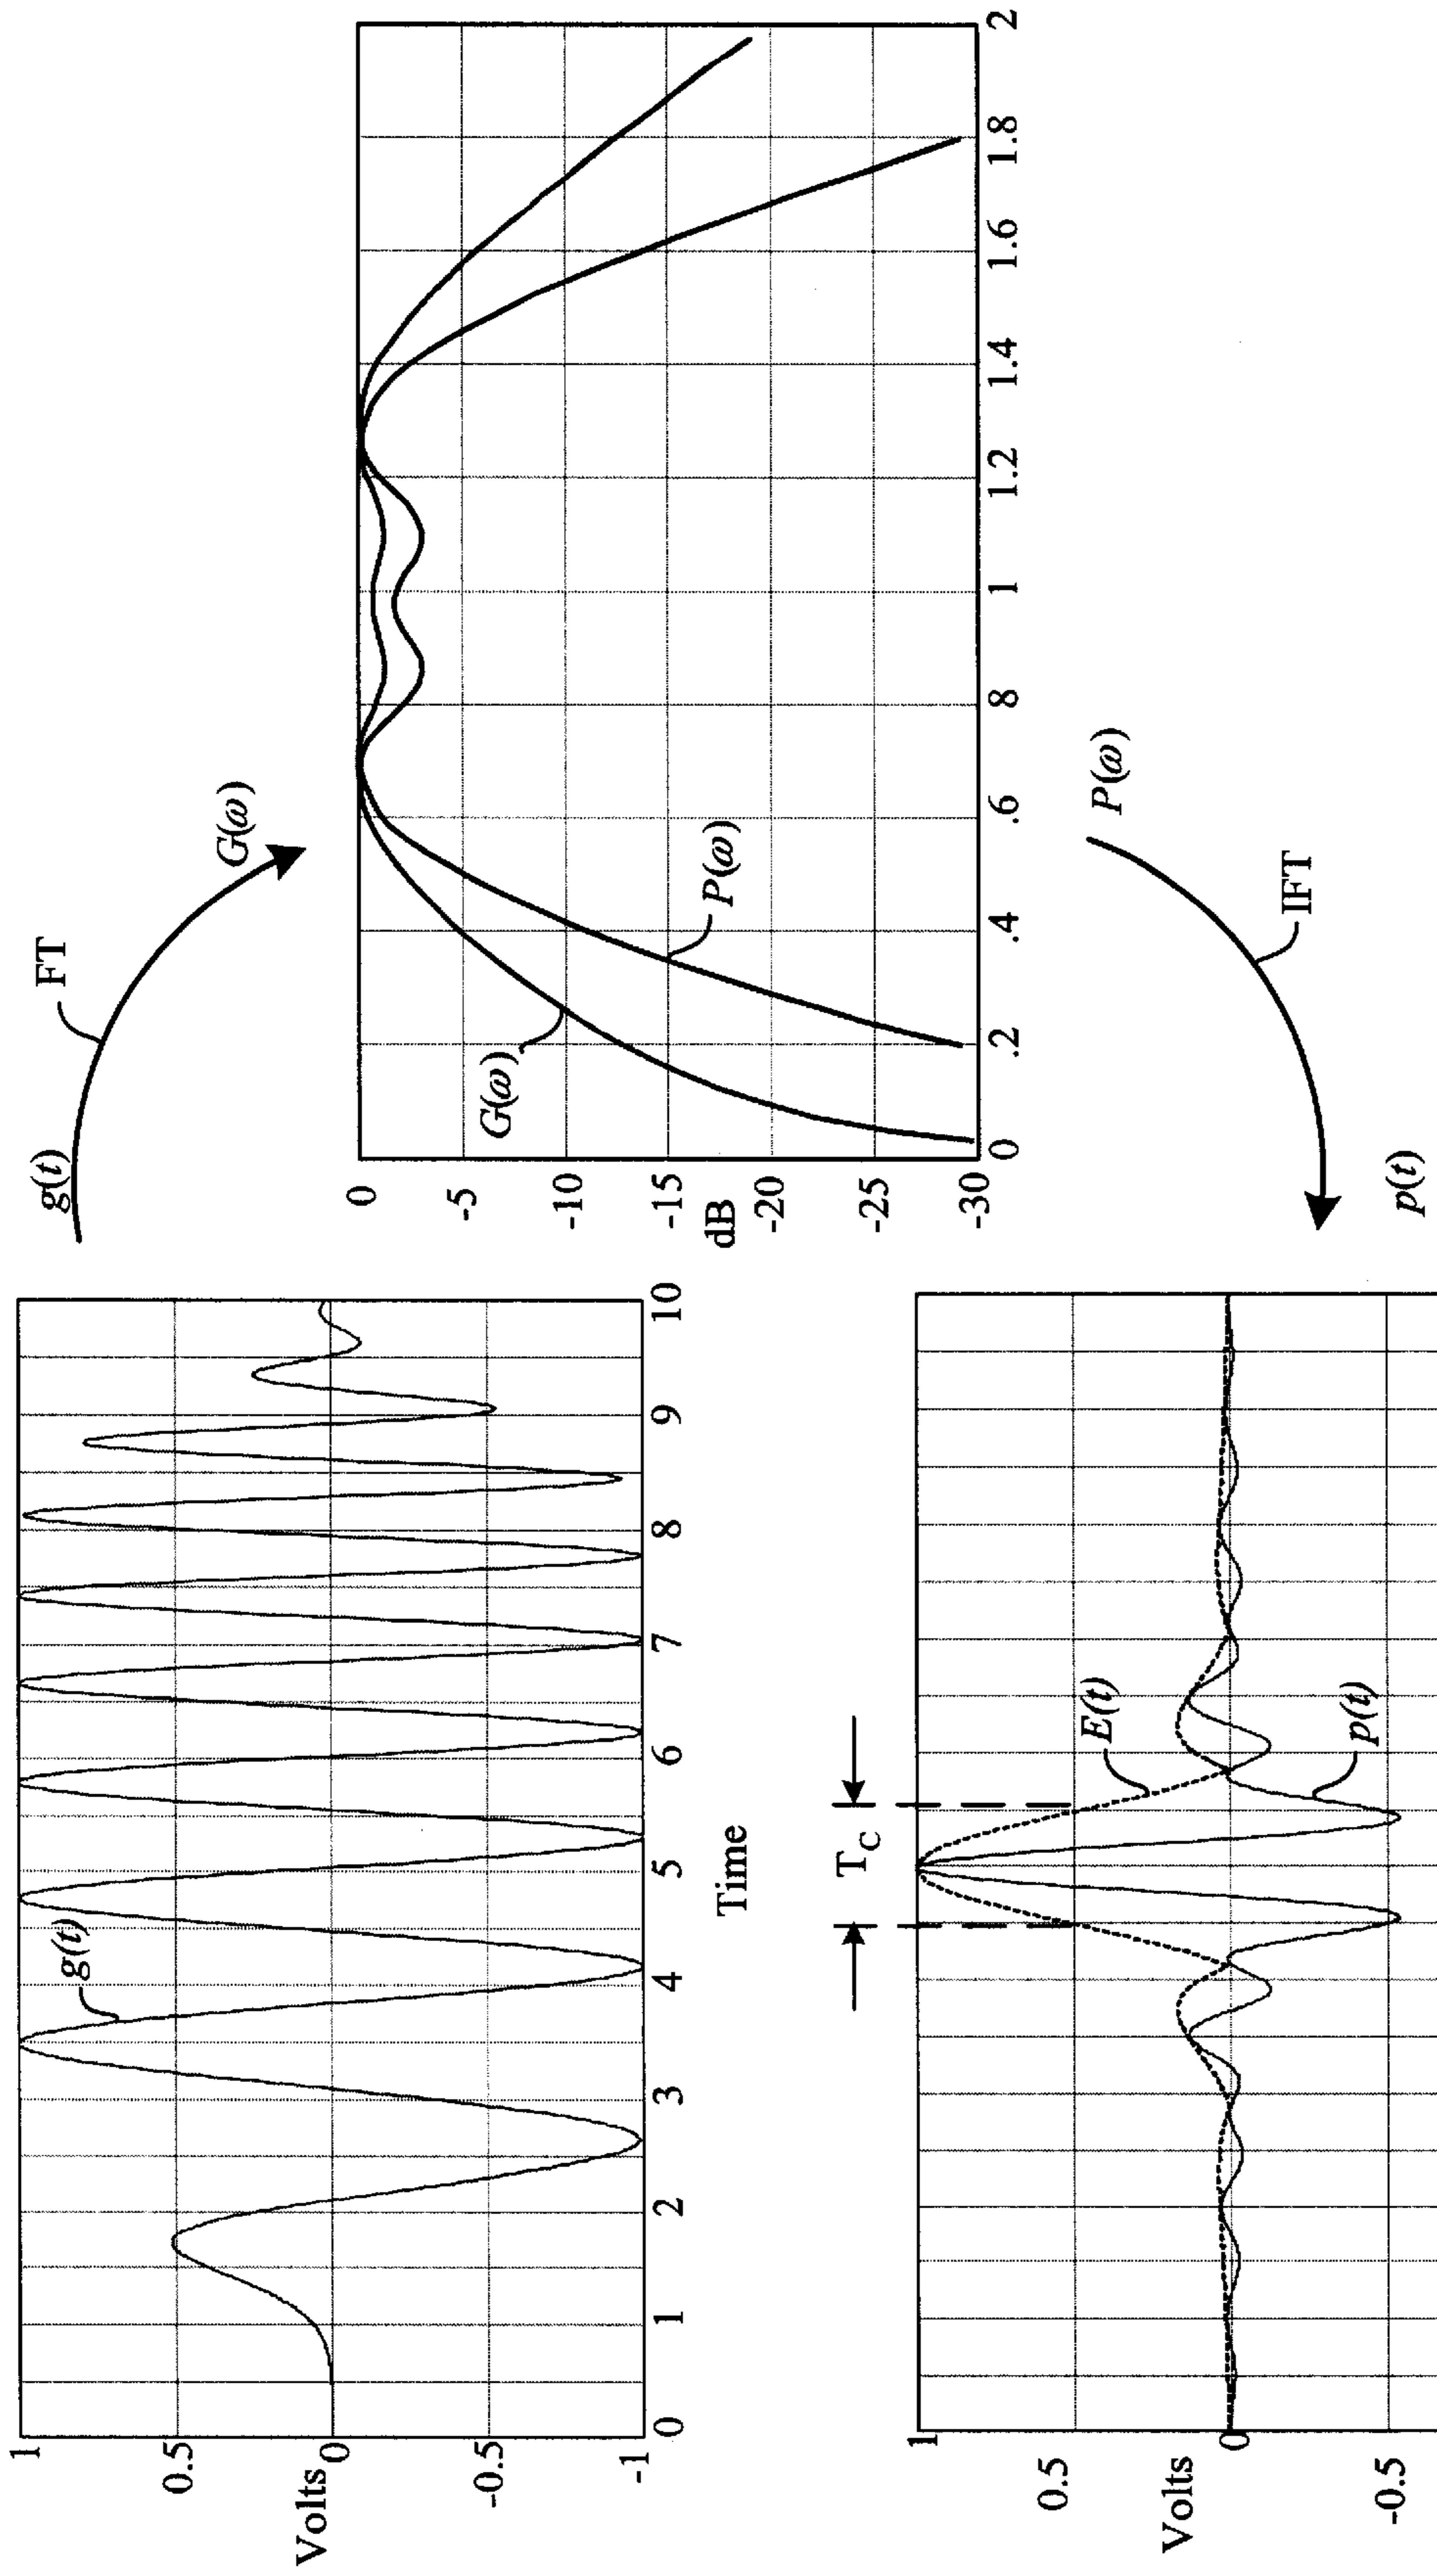 g(t)
FT
G(ω)
1
0.5
Volts
0
-0.5
-1
g(t)
0 1 2 3 4 5 6 7 8 9 10
Time
0
-5
-10
-15
dB
-20
-25
-30
G(ω)
P(ω)
0 .2 .4 .6 .8 1 1.2 1.4 1.6 1.8 2
P(ω)
IFT
p(t)
T_C
1
0.5
Volts
0
-0.5
E(t)
p(t)